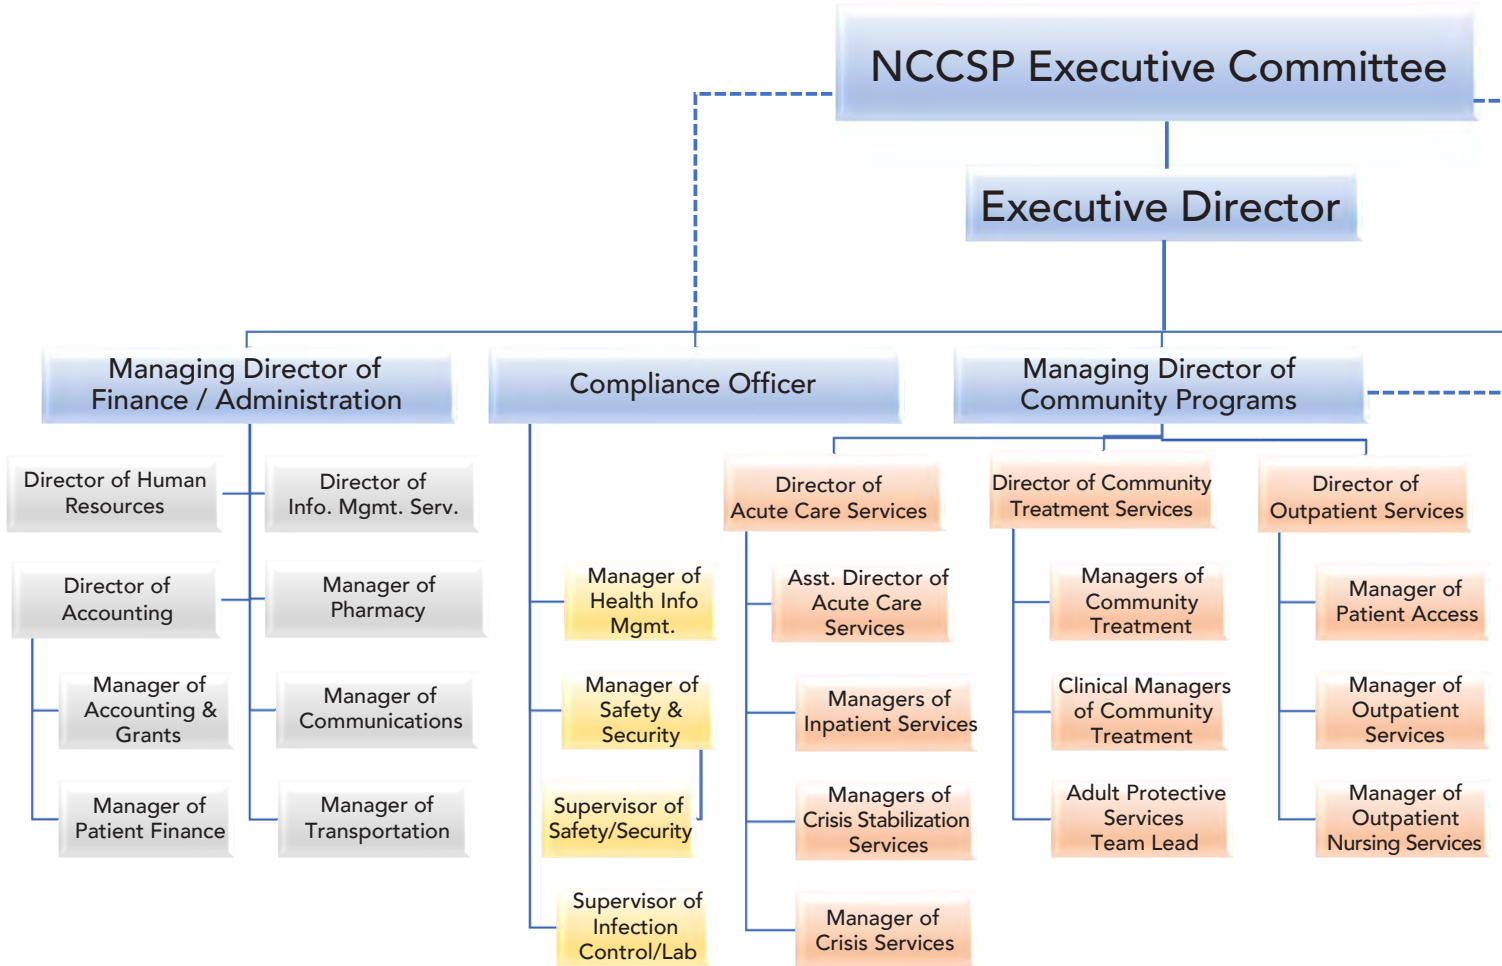 NCCSP Executive Committee
Executive Director
Managing Director of
Finance / Administration
Compliance Officer
Managing Director of
Community Programs
Director of Human
Resources
Director of
Info. Mgmt. Serv.
Director of
Accounting
Manager of
Pharmacy
Manager of
Accounting &
Grants
Manager of
Communications
Manager of
Patient Finance
Manager of
Transportation
Manager of
Health Info
Mgmt.
Manager of
Safety &
Security
Supervisor of
Safety/Security
Supervisor of
Infection
Control/Lab
Director of
Acute Care Services
Asst. Director of
Acute Care
Services
Managers of
Inpatient Services
Managers of
Crisis Stabilization
Services
Manager of
Crisis Services
Director of Community
Treatment Services
Managers of
Community
Treatment
Clinical Managers
of Community
Treatment
Adult Protective
Services
Team Lead
Director of
Outpatient Services
Manager of
Patient Access
Manager of
Outpatient
Services
Manager of
Outpatient
Nursing Services